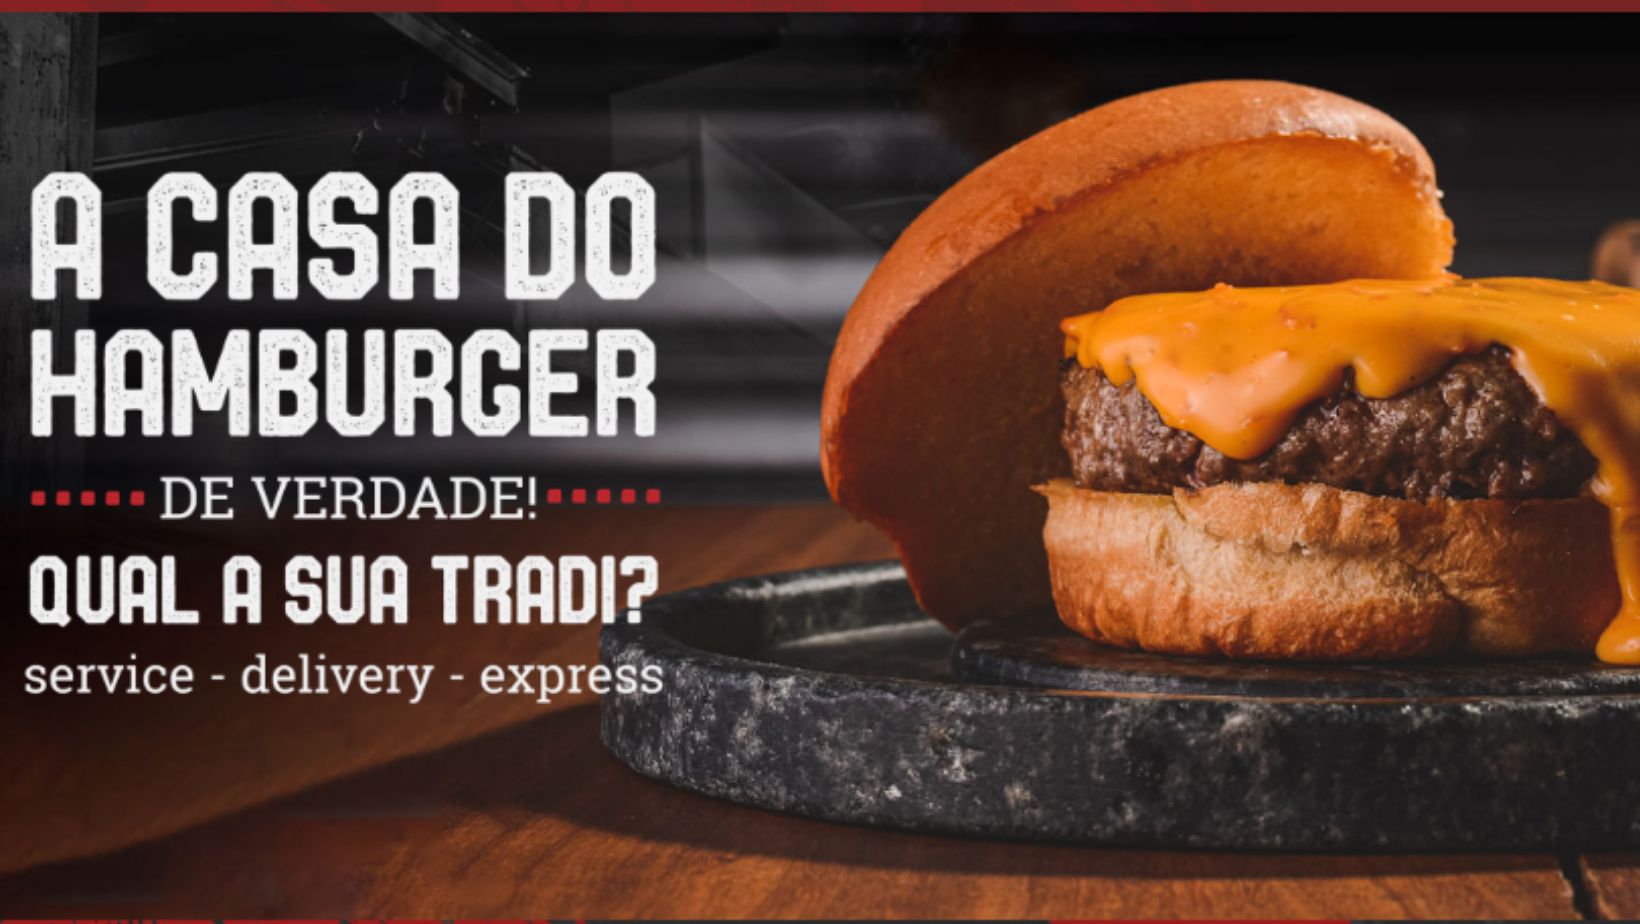 A CASA DO
HAMBURGER
DE VERDADE!
QUAL A SUA TRADI?
service - delivery - express